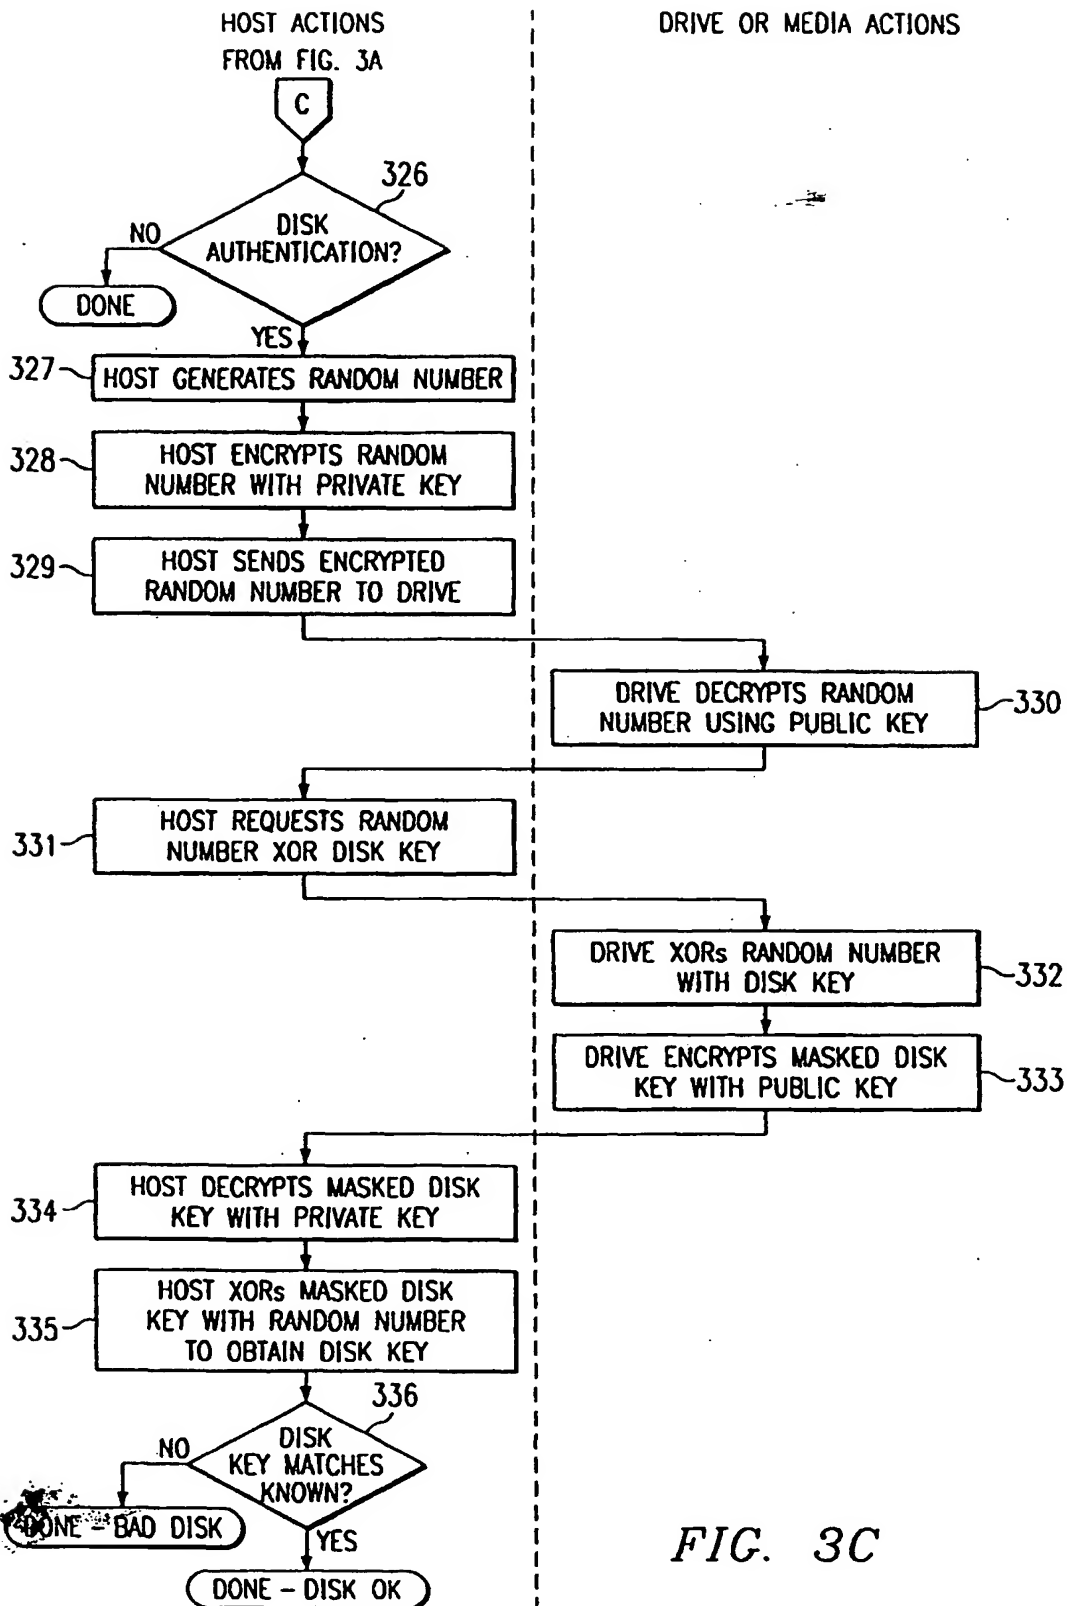 HOST ACTIONS
FROM FIG. 3A
DRIVE OR MEDIA ACTIONS
C
326
DISK
AUTHENTICATION?
NO
DONE
YES
327
HOST GENERATES RANDOM NUMBER
328
HOST ENCRYPTS RANDOM
NUMBER WITH PRIVATE KEY
329
HOST SENDS ENCRYPTED
RANDOM NUMBER TO DRIVE
DRIVE DECRYPTS RANDOM
NUMBER USING PUBLIC KEY
330
331
HOST REQUESTS RANDOM
NUMBER XOR DISK KEY
DRIVE XORs RANDOM NUMBER
WITH DISK KEY
332
DRIVE ENCRYPTS MASKED DISK
KEY WITH PUBLIC KEY
333
334
HOST DECRYPTS MASKED DISK
KEY WITH PRIVATE KEY
335
HOST XORs MASKED DISK
KEY WITH RANDOM NUMBER
TO OBTAIN DISK KEY
336
DISK
KEY MATCHES
KNOWN?
NO
DONE – BAD DISK
YES
DONE – DISK OK
FIG. 3C